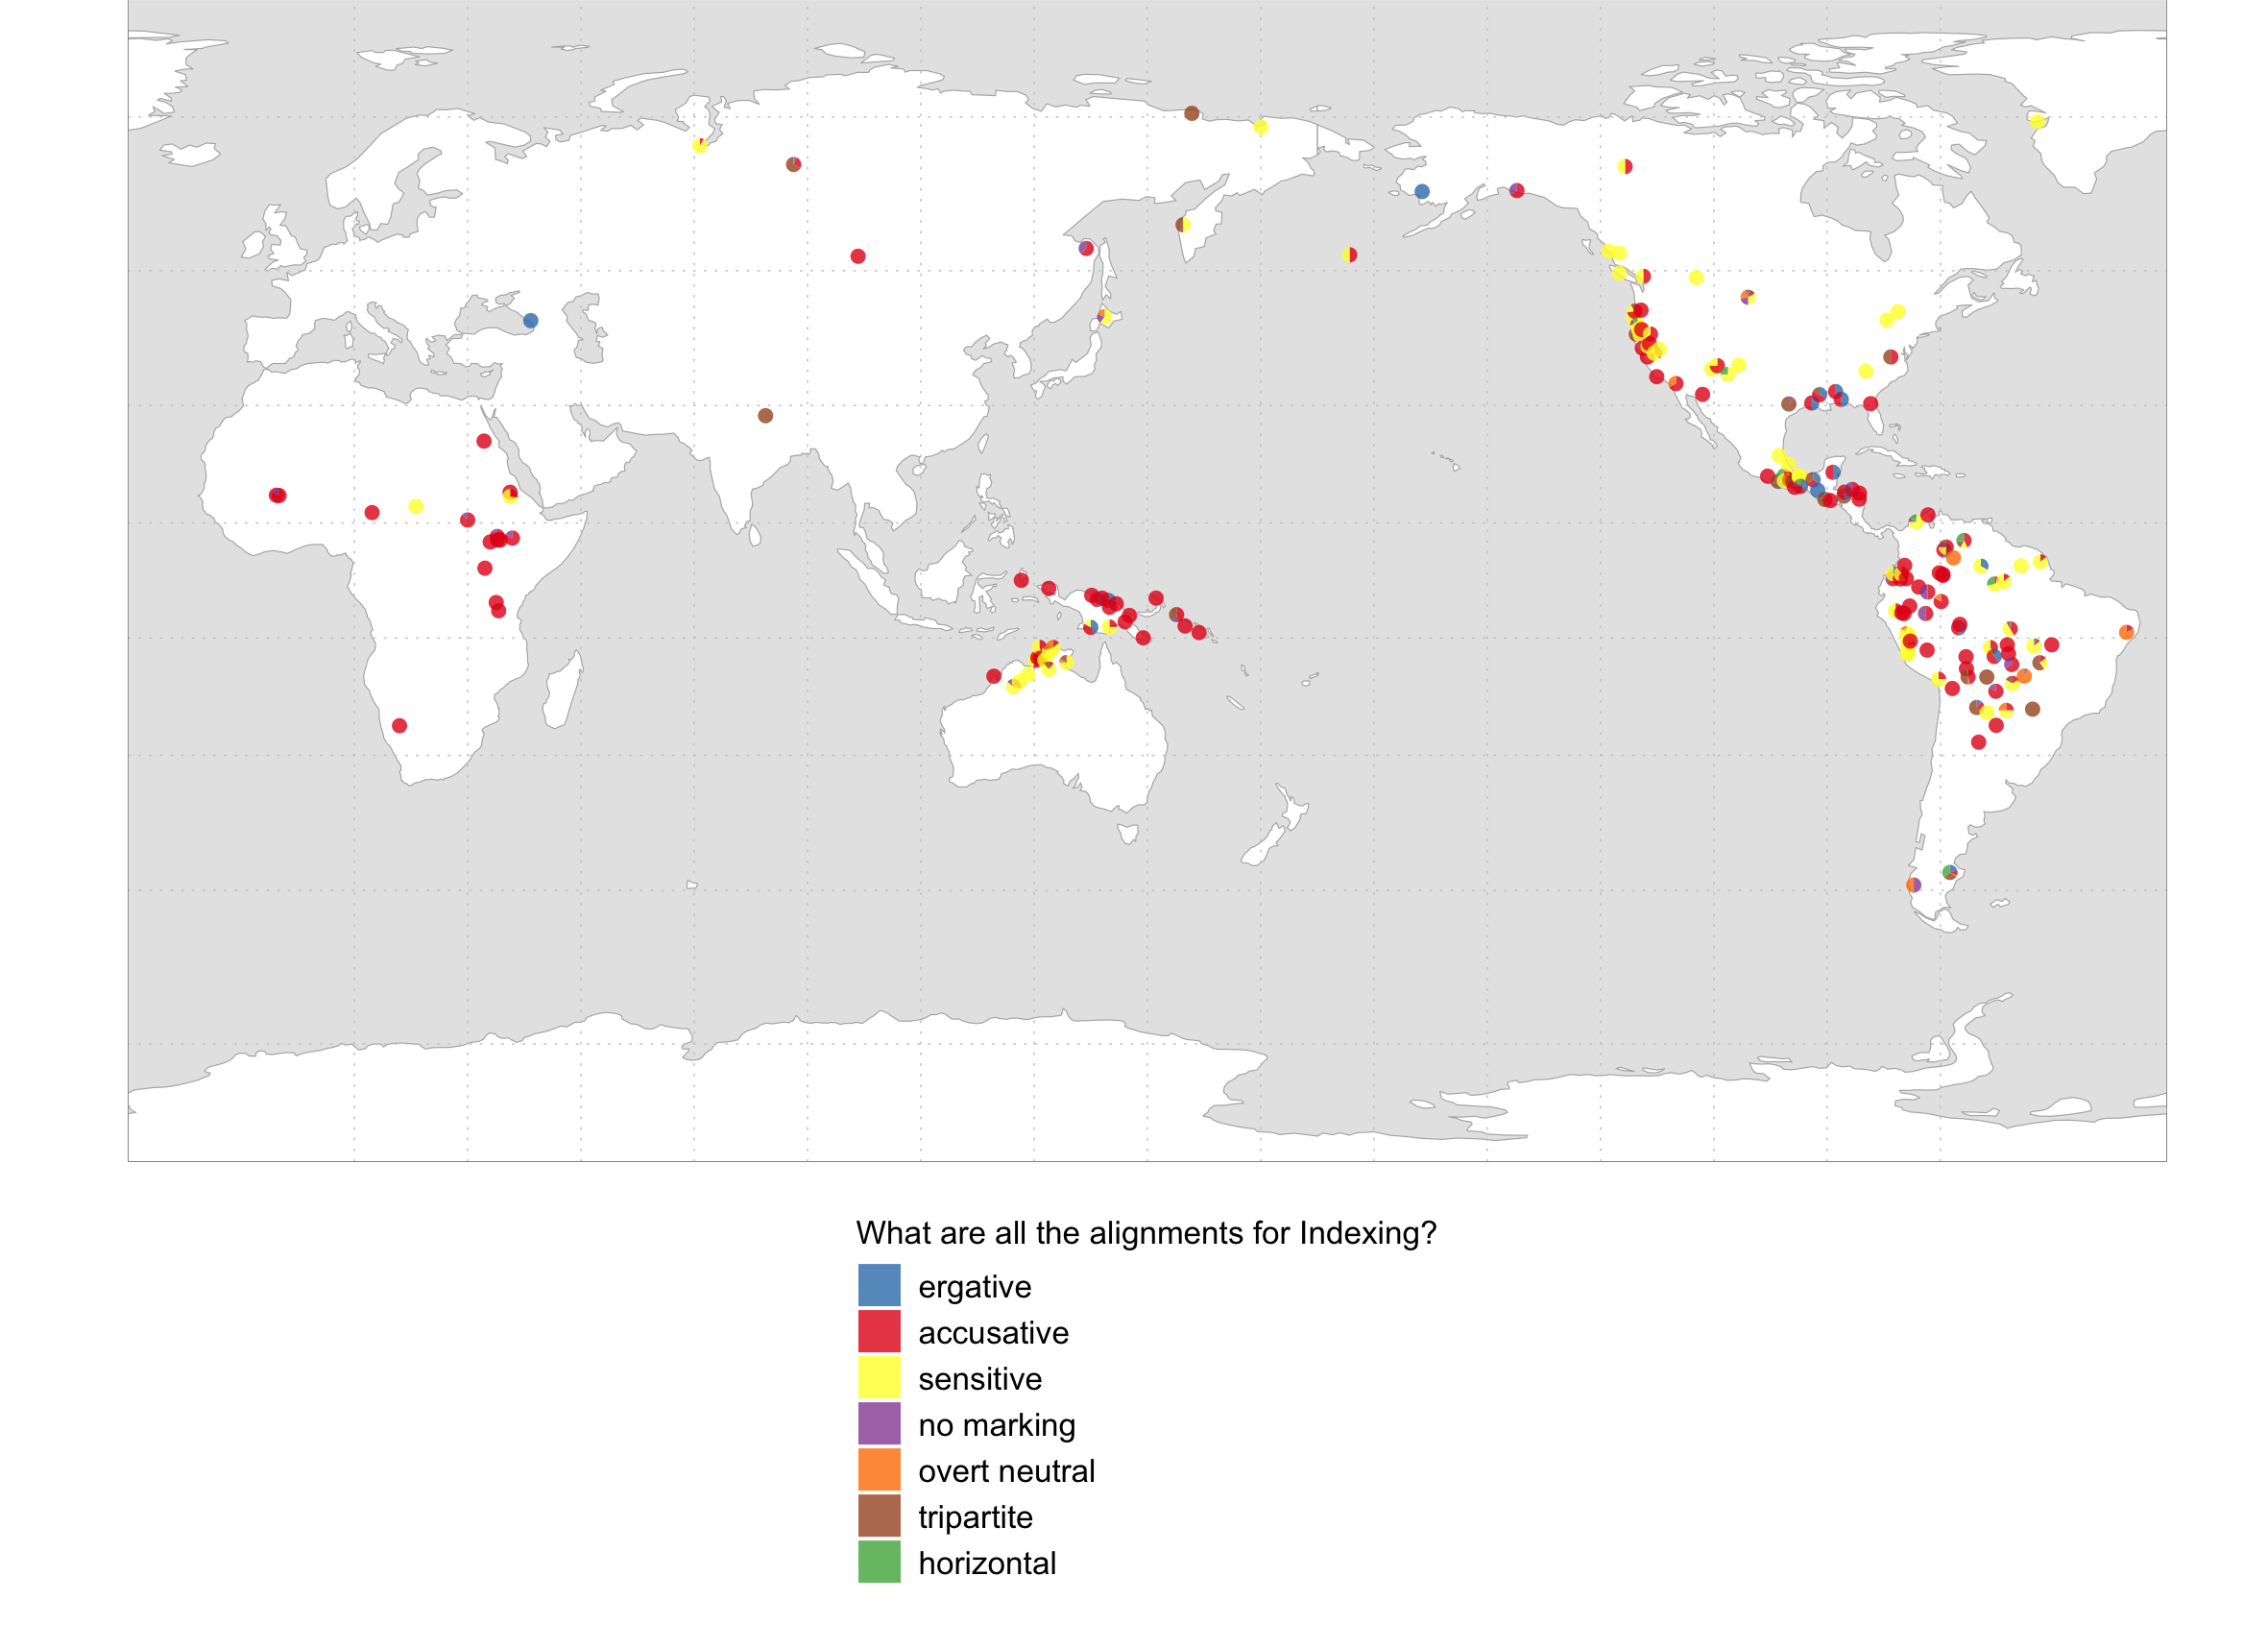 What are all the alignments for Indexing?
ergative
accusative
sensitive
no marking
overt neutral
tripartite
horizontal